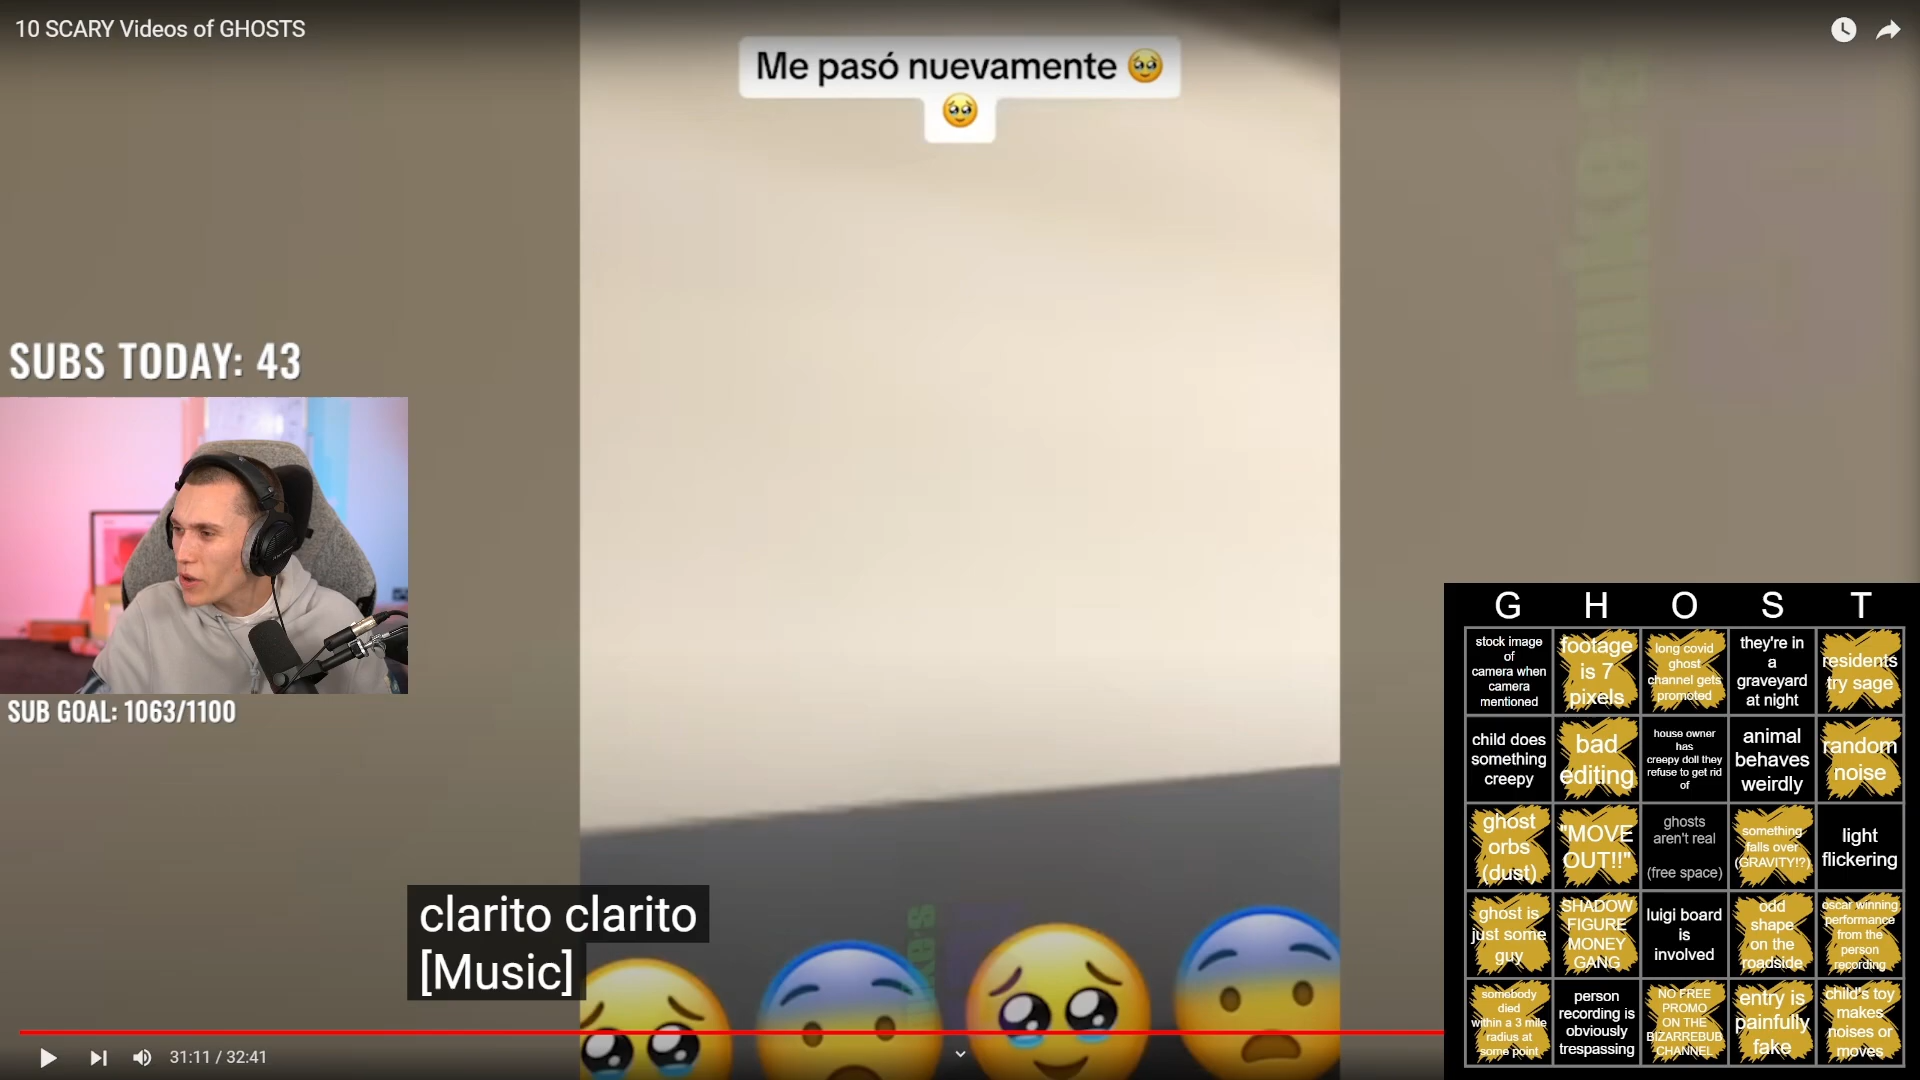 10 SCARY Videos of GHOSTS
Me pasó nuevamente 🥹
🥹
SUBS TODAY: 43
SUB GOAL: 1063/1100
clarito clarito
[Music]
31:11 / 32:41
G H O S T
stock image
of
camera when
camera
mentioned
footage
is 7
pixels
long covid
ghost
channel gets
promoted
they're in
a
graveyard
at night
residents
try sage
child does
something
creepy
bad
editing
house owner
has
creepy doll they
refuse to get rid
of
animal
behaves
weirdly
random
noise
ghost
orbs
(dust)
"MOVE
OUT!!"
ghosts
aren't real
(free space)
something
falls over
(GRAVITY!?)
light
flickering
ghost is
just some
guy
SHADOW
FIGURE
MONEY
GANG
luigi board
is
involved
odd
shape
on the
roadside
oscar winning
performance
from the
person
recording
somebody
died
within a 3 mile
radius at
some point
person
recording is
obviously
trespassing
NO FREE
PROMO
ON THE
BIZARREBUB
CHANNEL
entry is
painfully
fake
child's toy
makes
noises or
moves